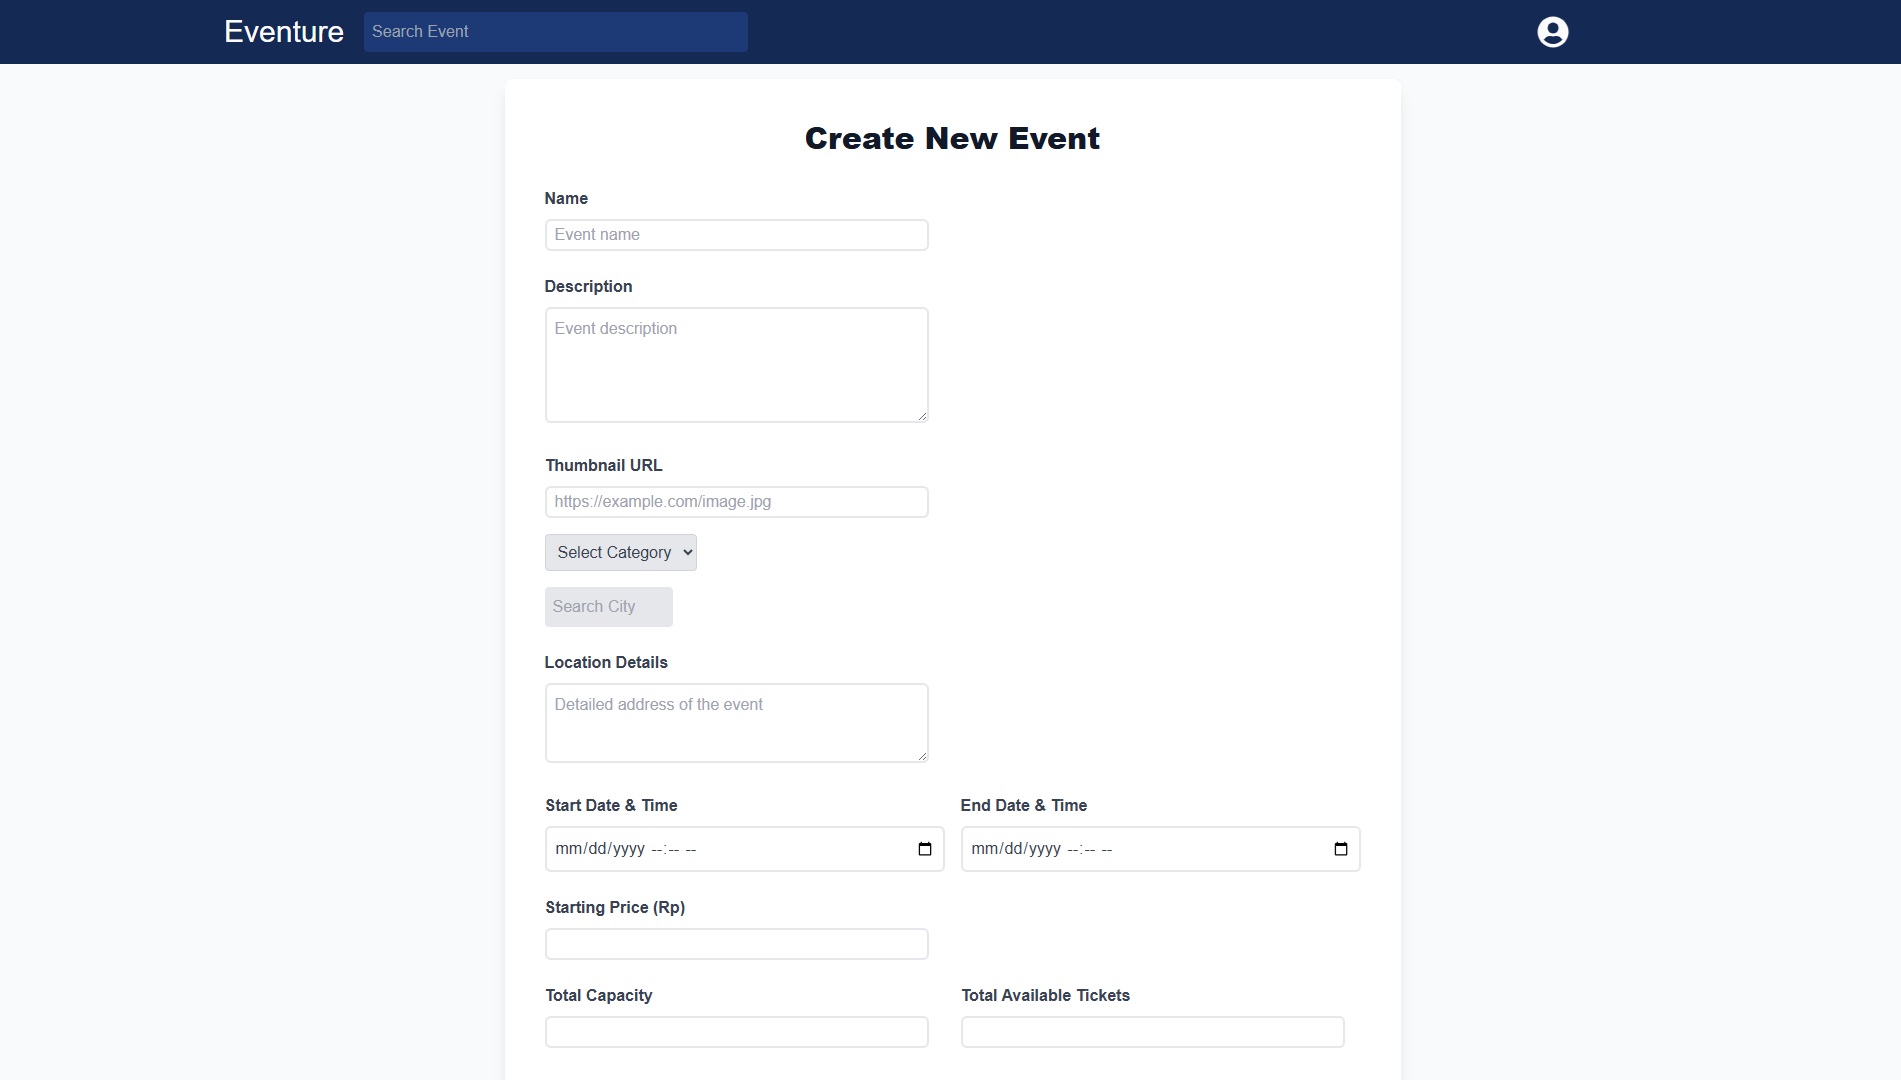 Eventure
Search Event
Create New Event
Name
Event name
Description
Event description
Thumbnail URL
https://example.com/image.jpg
Select Category
Search City
Location Details
Detailed address of the event
Start Date & Time
End Date & Time
mm/dd/yyyy --:-- --
mm/dd/yyyy --:-- --
Starting Price (Rp)
Total Capacity
Total Available Tickets